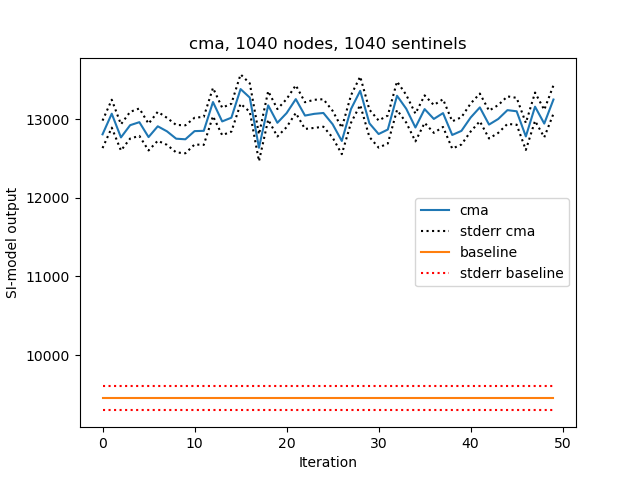 cma, 1040 nodes, 1040 sentinels
SI-model output
13000
12000
11000
10000
cma
stderr cma
baseline
stderr baseline
0 10 20 30 40 50
Iteration